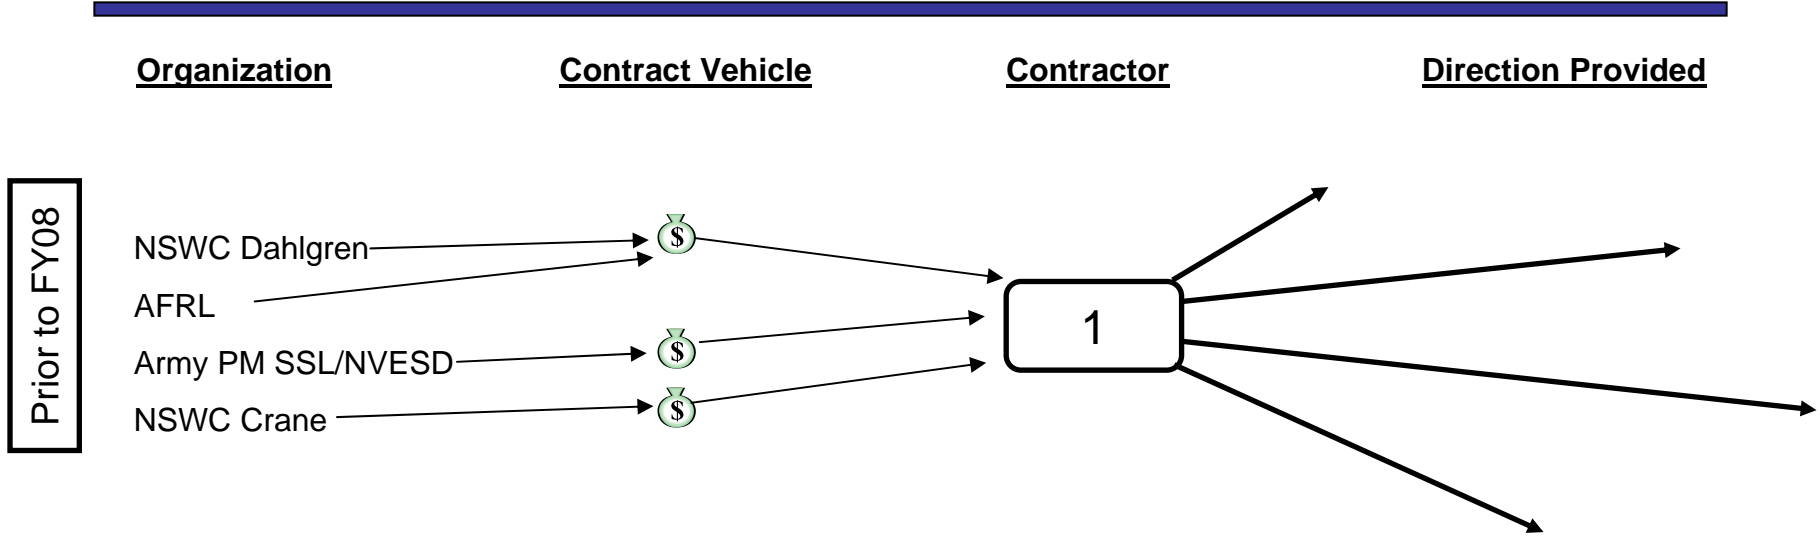 Organization Contract Vehicle Contractor Direction Provided
Prior to FY08
NSWC Dahlgren
$
AFRL
Army PM SSL/NVESD
$
NSWC Crane
$
1